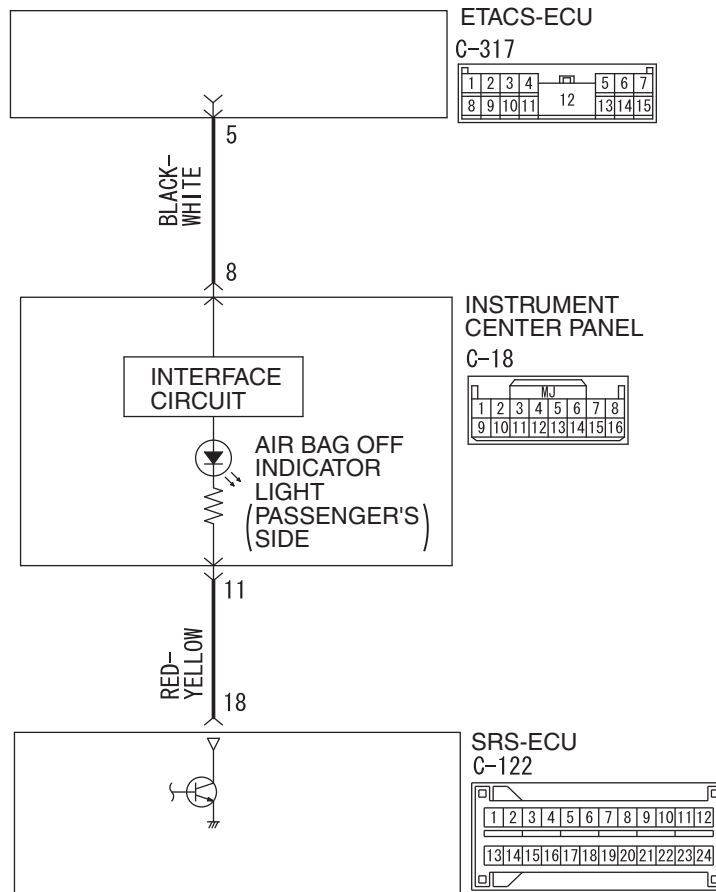 ETACS-ECU
C-317
1 2 3 4 5 6 7
8 9 10 11 12 13 14 15
5
BLACK-
WHITE
8
INSTRUMENT
CENTER PANEL
C-18
MJ
1 2 3 4 5 6 7 8
9 10 11 12 13 14 15 16
INTERFACE
CIRCUIT
AIR BAG OFF
INDICATOR
LIGHT
(PASSENGER'S
SIDE)
11
RED-
YELLOW
18
SRS-ECU
C-122
1 2 3 4 5 6 7 8 9 10 11 12
13 14 15 16 17 18 19 20 21 22 23 24